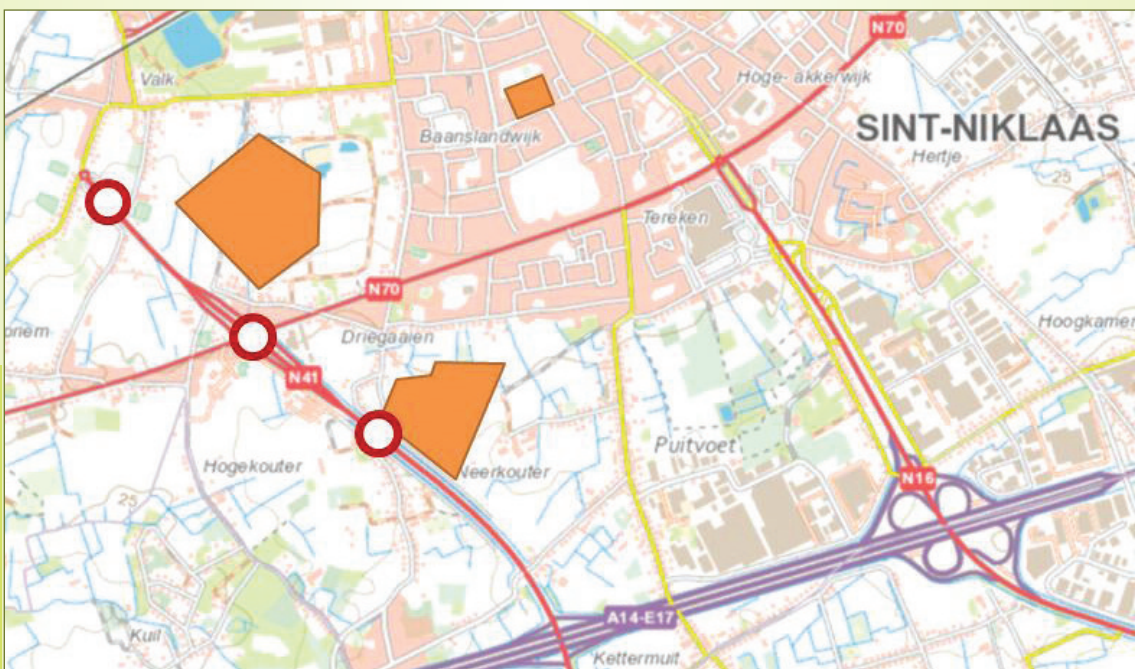 N70
Valk
Hoge- akkerwijk
Baanslandwijk
SINT-NIKLAAS
Hertje
25
Tereken
N70
Driegaaien
Hoogkamer
N41
Puitvoet
Hogekouter
Neerkouter
N16
25
A14-E17
Kuil
Kettermuit